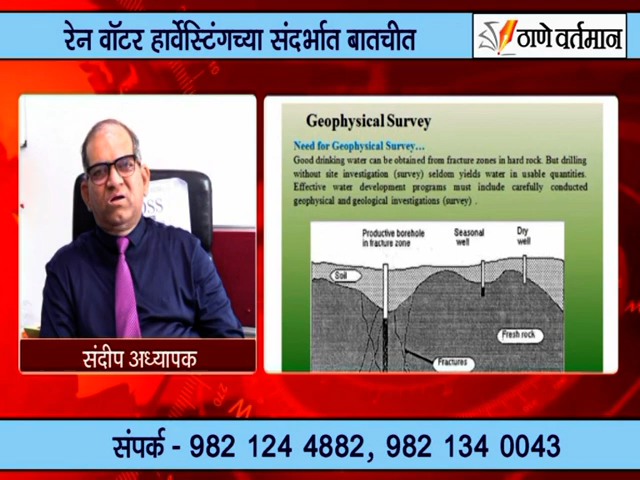 रेन वॉटर हार्वेस्टिंगच्या संदर्भात बातचीत
ठाणे वर्तमान
Geophysical Survey
Need for Geophysical Survey…
Good drinking water can be obtained from fracture zones in hard rock. But drilling
without site investigation (survey) seldom yields water in usable quantities.
Effective water development programs must include carefully conducted
geophysical and geological investigations (survey) .
Productive borehole
in fracture zone
Seasonal
well
Dry
well
Soil
Fresh rock
Fractures
संदीप अध्यापक
संपर्क - 982 124 4882, 982 134 0043